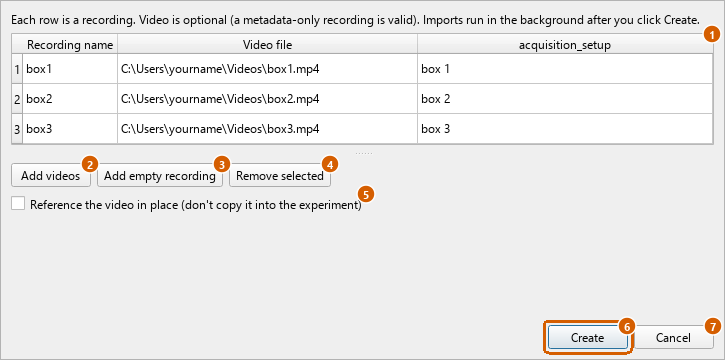 Each row is a recording. Video is optional (a metadata-only recording is valid). Imports run in the background after you click Create.
1
Recording name Video file acquisition_setup
1 box1 C:\Users\yourname\Videos\box1.mp4 box 1
2 box2 C:\Users\yourname\Videos\box2.mp4 box 2
3 box3 C:\Users\yourname\Videos\box3.mp4 box 3
2 3 4
Add videos Add empty recording Remove selected
5
Reference the video in place (don't copy it into the experiment)
6 7
Create Cancel